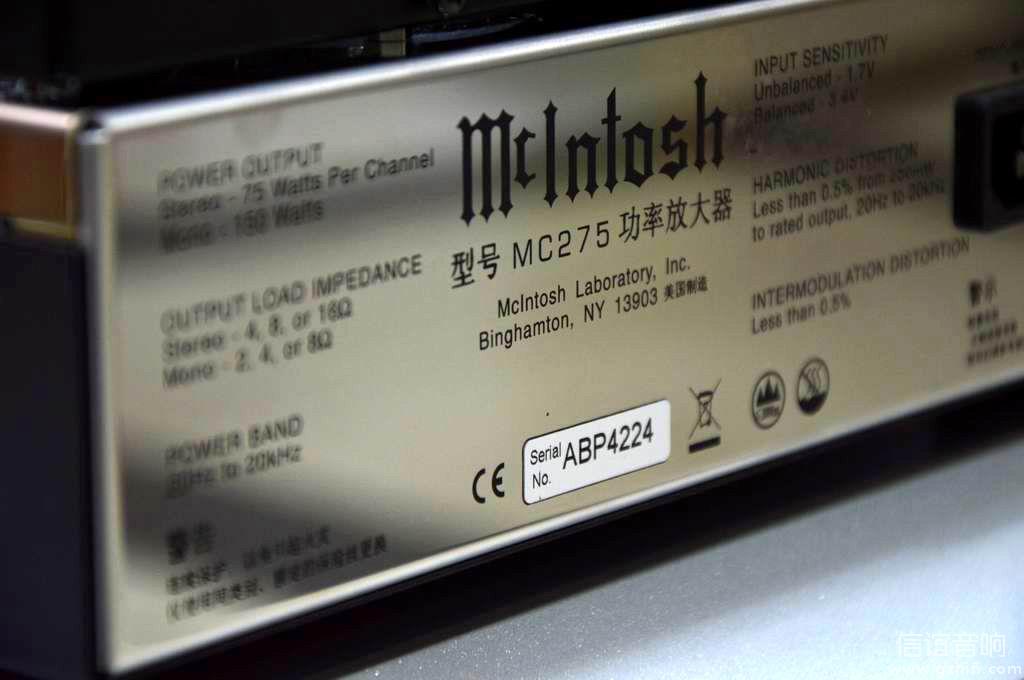 POWER OUTPUT
Stereo - 75 Watts Per Channel
Mono - 150 Watts
OUTPUT LOAD IMPEDANCE
Stereo - 4, 8, or 16Ω
Mono - 2, 4, or 8Ω
POWER BAND
20Hz to 20kHz
警告
McIntosh
型号 MC275 功率放大器
McIntosh Laboratory, Inc.
Binghamton, NY 13903 美国制造
CE
Serial No. ABP4224
INPUT SENSITIVITY
Unbalanced - 1.7V
Balanced - 3.4V
HARMONIC DISTORTION
Less than 0.5% from 250mW
to rated output, 20Hz to 20kHz
INTERMODULATION DISTORTION
Less than 0.5%
警示
信谊音响